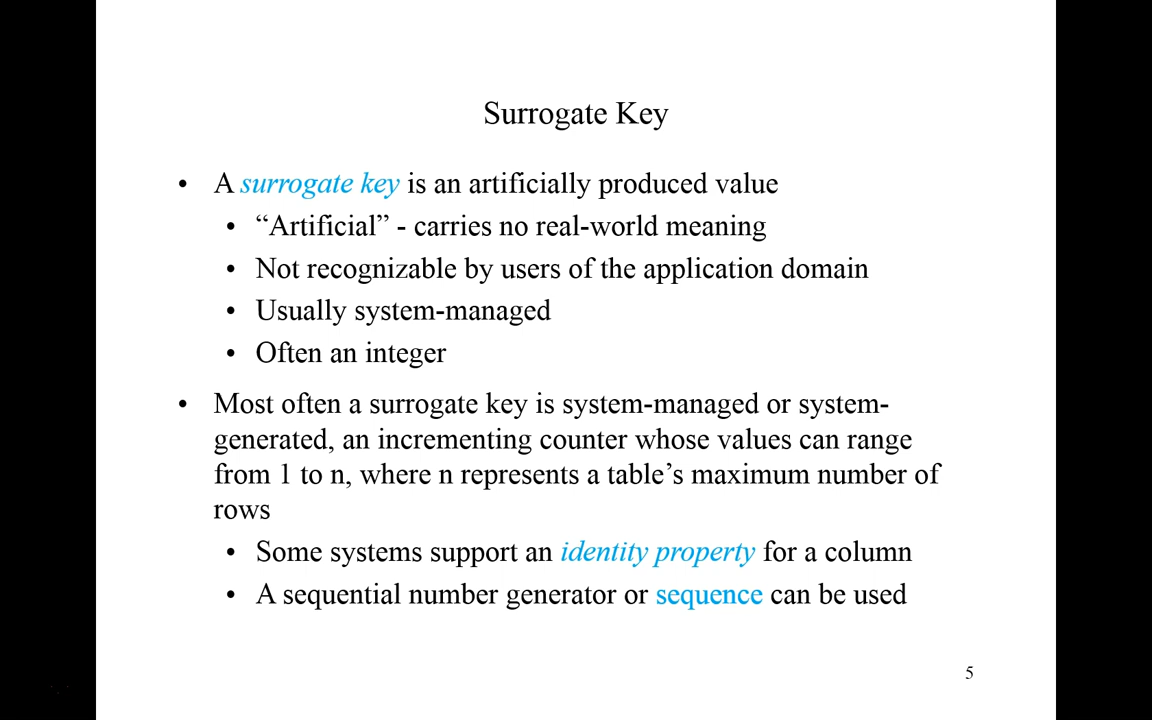 Surrogate Key
• A surrogate key is an artificially produced value
• “Artificial” - carries no real-world meaning
• Not recognizable by users of the application domain
• Usually system-managed
• Often an integer
• Most often a surrogate key is system-managed or system-
generated, an incrementing counter whose values can range
from 1 to n, where n represents a table’s maximum number of
rows
• Some systems support an identity property for a column
• A sequential number generator or sequence can be used
5